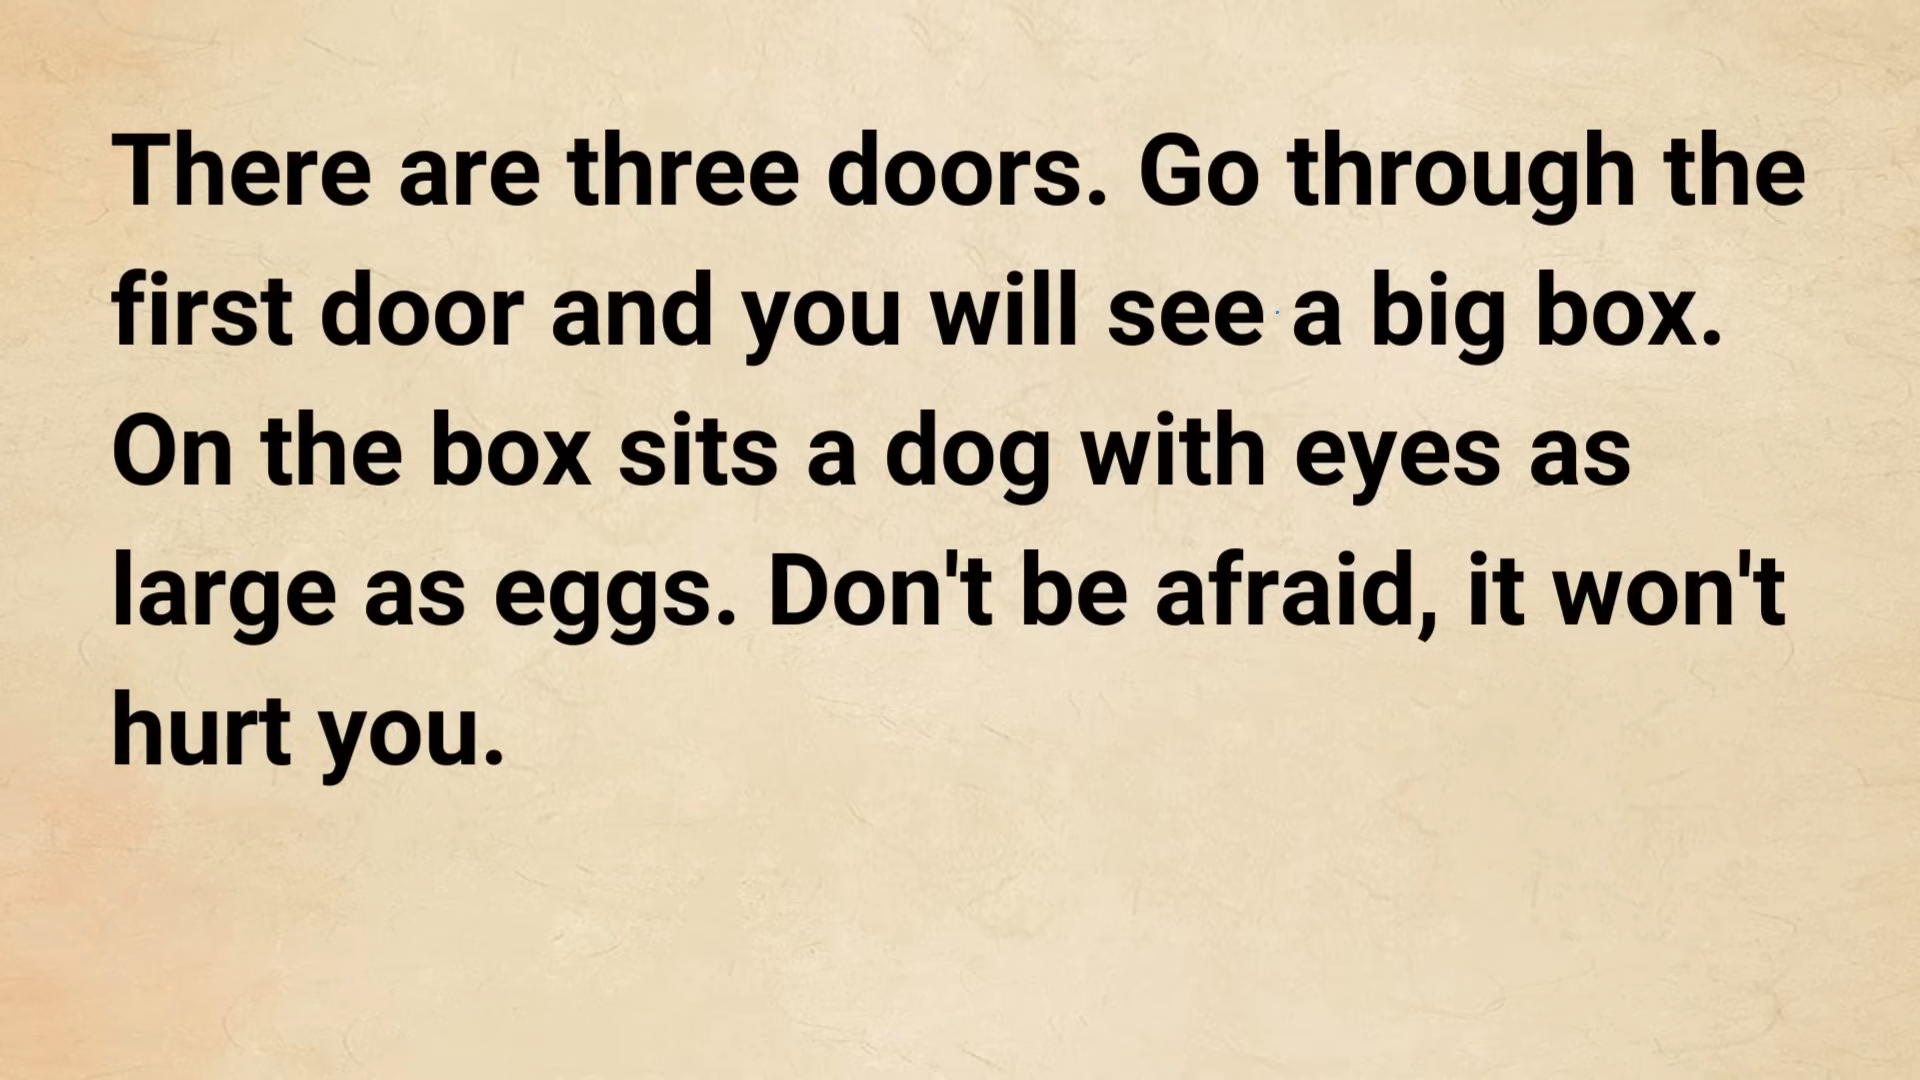 There are three doors. Go through the
first door and you will see a big box.
On the box sits a dog with eyes as
large as eggs. Don't be afraid, it won't
hurt you.